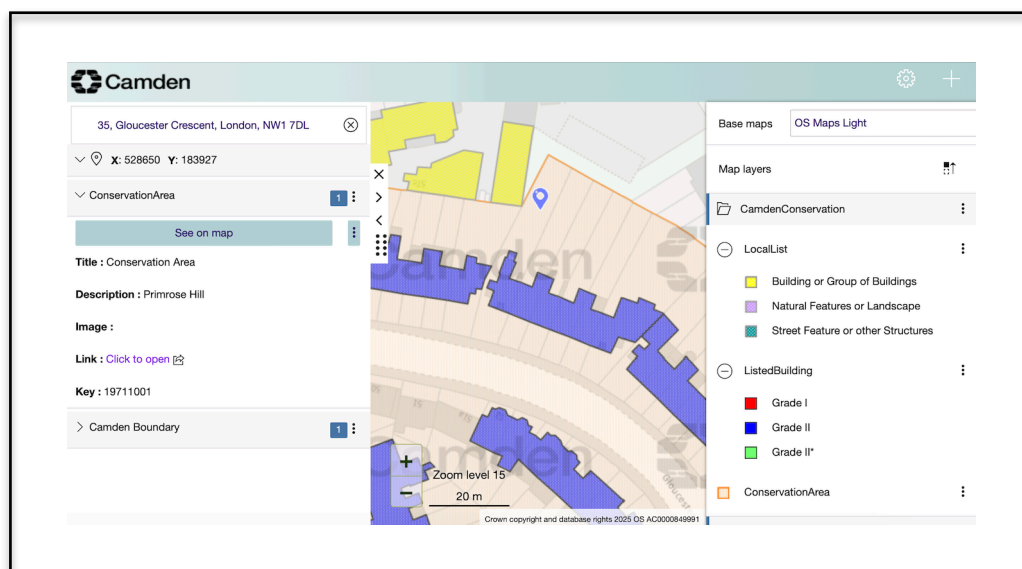 Camden
35, Gloucester Crescent, London, NW1 7DL
X: 528650 Y: 183927
ConservationArea
1
See on map
Title : Conservation Area
Description : Primrose Hill
Image :
Link : Click to open
Key : 19711001
Camden Boundary
1
Camden
Camden
Gloucest
Zoom level 15
20 m
Crown copyright and database rights 2025 OS AC0000849991
Base maps
OS Maps Light
Map layers
CamdenConservation
LocalList
Building or Group of Buildings
Natural Features or Landscape
Street Feature or other Structures
ListedBuilding
Grade I
Grade II
Grade II*
ConservationArea